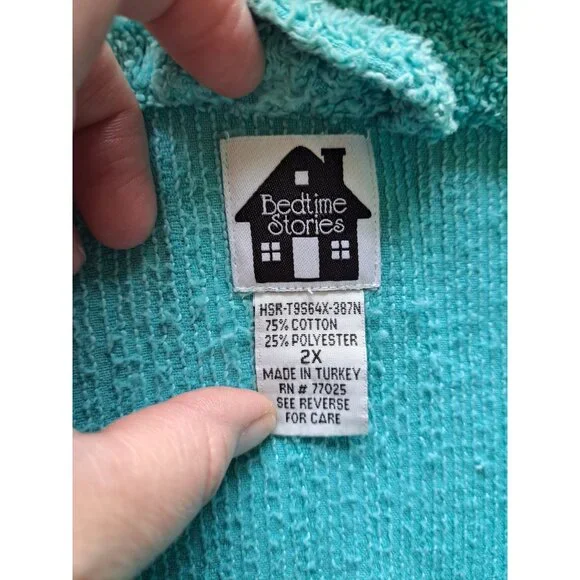 Bedtime
Stories
HSR-T9S64X-387N
75% COTTON
25% POLYESTER
2X
MADE IN TURKEY
RN # 77025
SEE REVERSE
FOR CARE